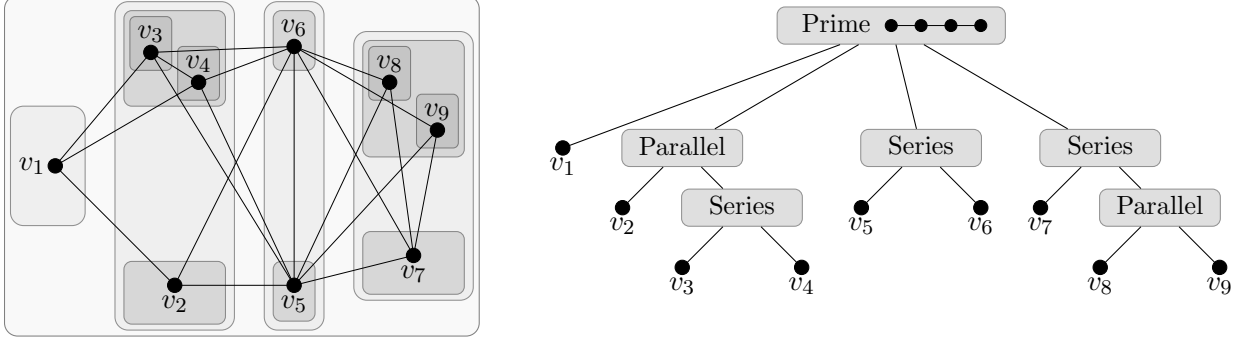 v3
v6
v4
v8
v9
v1
v2
v5
v7
Prime
Parallel
Series
Series
v1
v2
Series
v5
v6
v7
Parallel
v3
v4
v8
v9